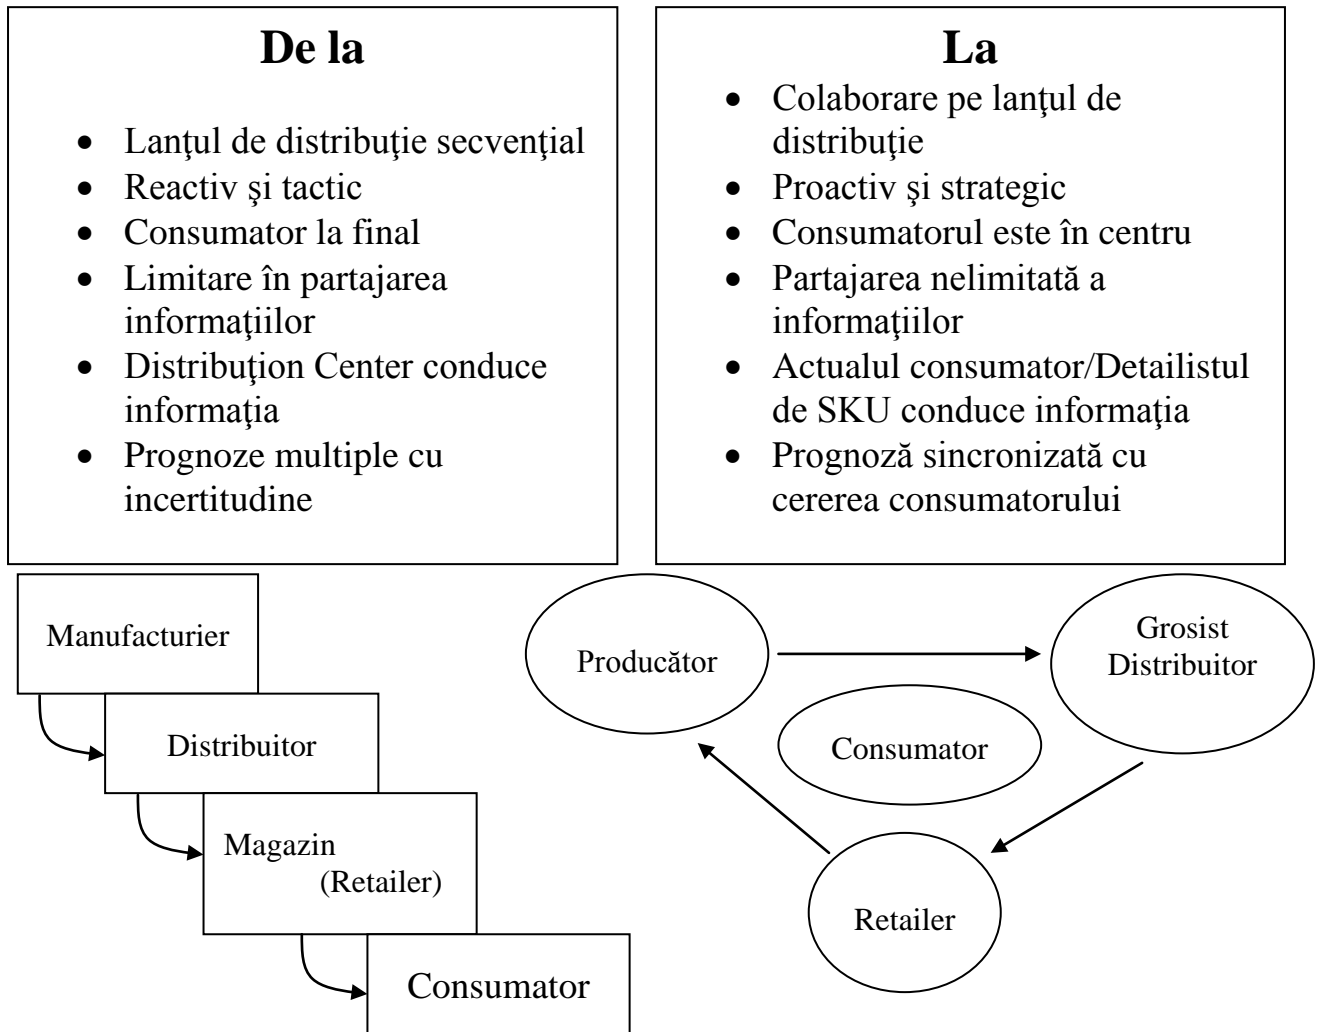 De la
• Lanţul de distribuţie secvenţial
• Reactiv şi tactic
• Consumator la final
• Limitare în partajarea
informaţiilor
• Distribuţion Center conduce
informaţia
• Prognoze multiple cu
incertitudine
La
• Colaborare pe lanţul de
distribuţie
• Proactiv şi strategic
• Consumatorul este în centru
• Partajarea nelimitată a
informaţiilor
• Actualul consumator/Detailistul
de SKU conduce informaţia
• Prognoză sincronizată cu
cererea consumatorului
Manufacturier
Distribuitor
Magazin
(Retailer)
Consumator
Producător
Grosist
Distribuitor
Consumator
Retailer